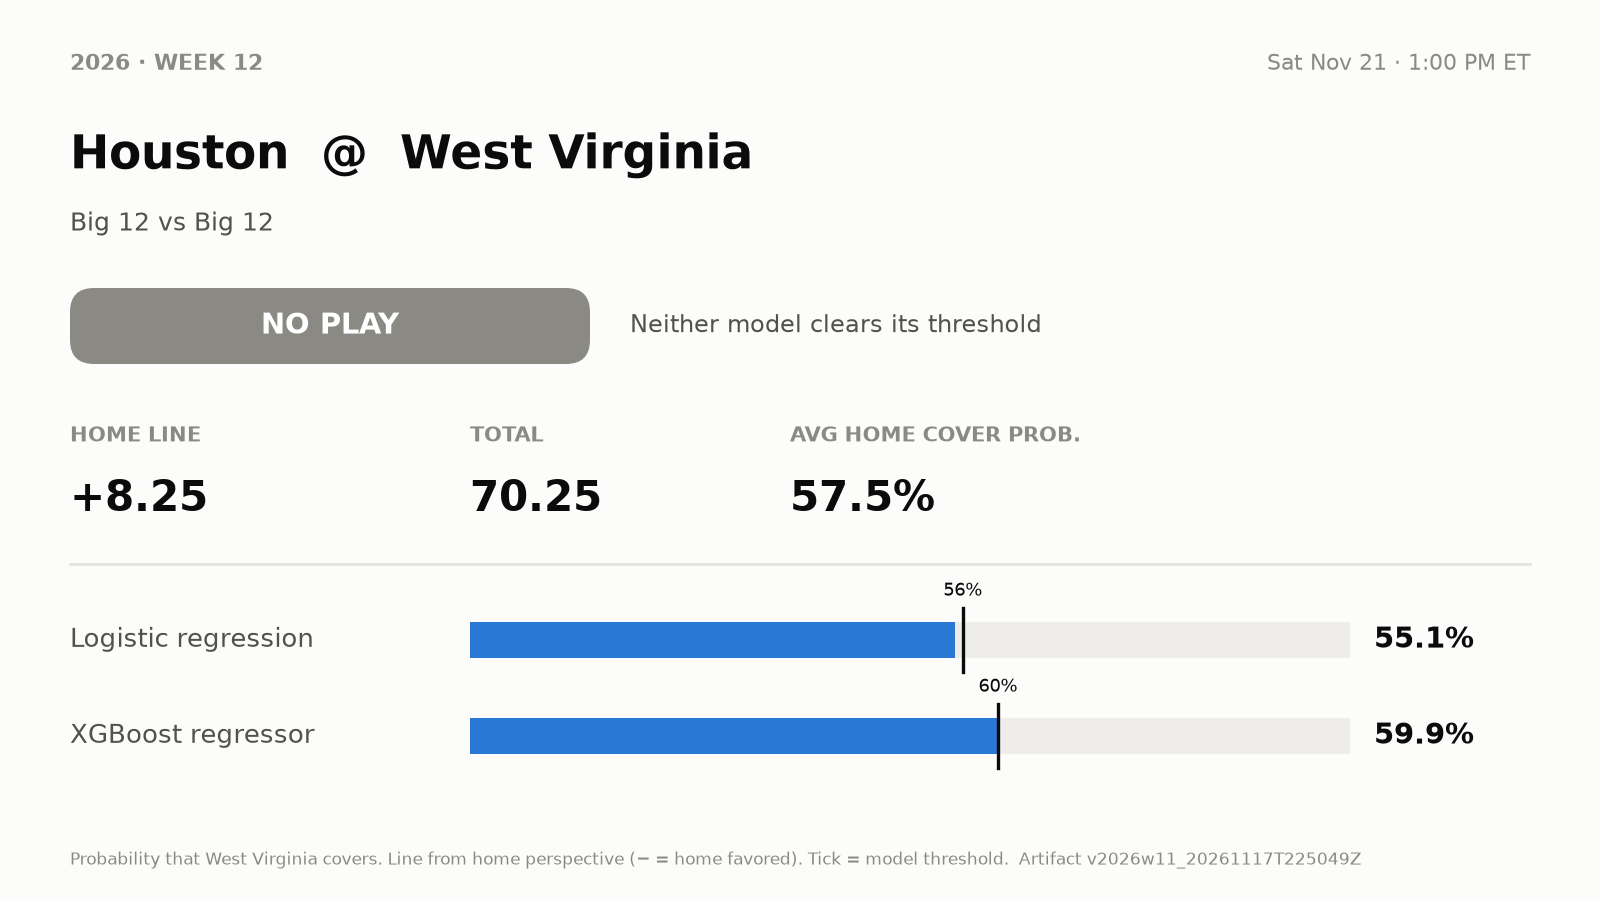 2026 · WEEK 12
Sat Nov 21 · 1:00 PM ET
Houston @ West Virginia
Big 12 vs Big 12
NO PLAY
Neither model clears its threshold
HOME LINE
TOTAL
AVG HOME COVER PROB.
+8.25
70.25
57.5%
56%
Logistic regression
55.1%
60%
XGBoost regressor
59.9%
Probability that West Virginia covers. Line from home perspective (− = home favored). Tick = model threshold. Artifact v2026w11_20261117T225049Z